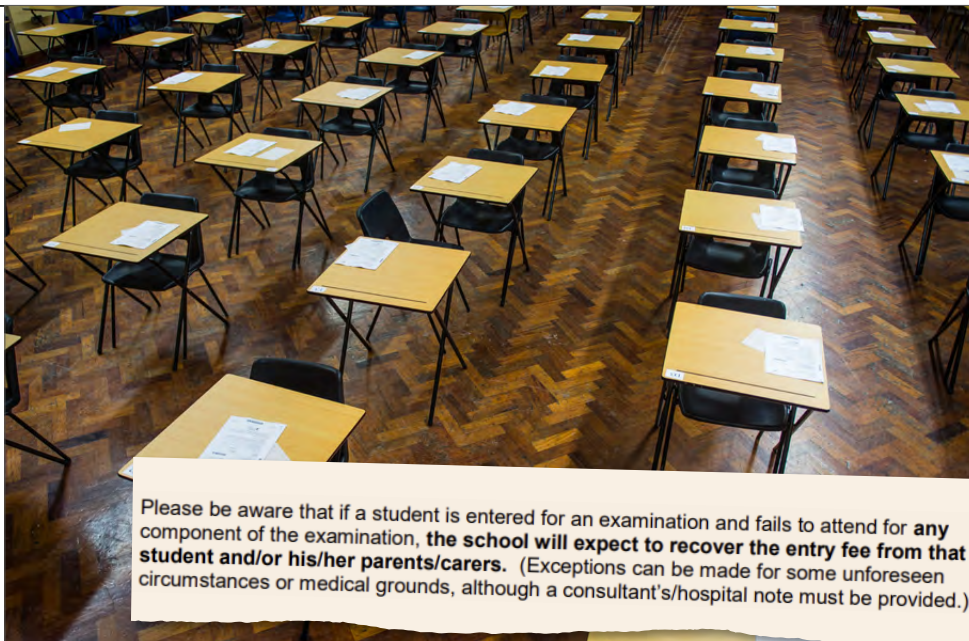 Please be aware that if a student is entered for an examination and fails to attend for any
component of the examination, the school will expect to recover the entry fee from that
student and/or his/her parents/carers. (Exceptions can be made for some unforeseen
circumstances or medical grounds, although a consultant's/hospital note must be provided.)